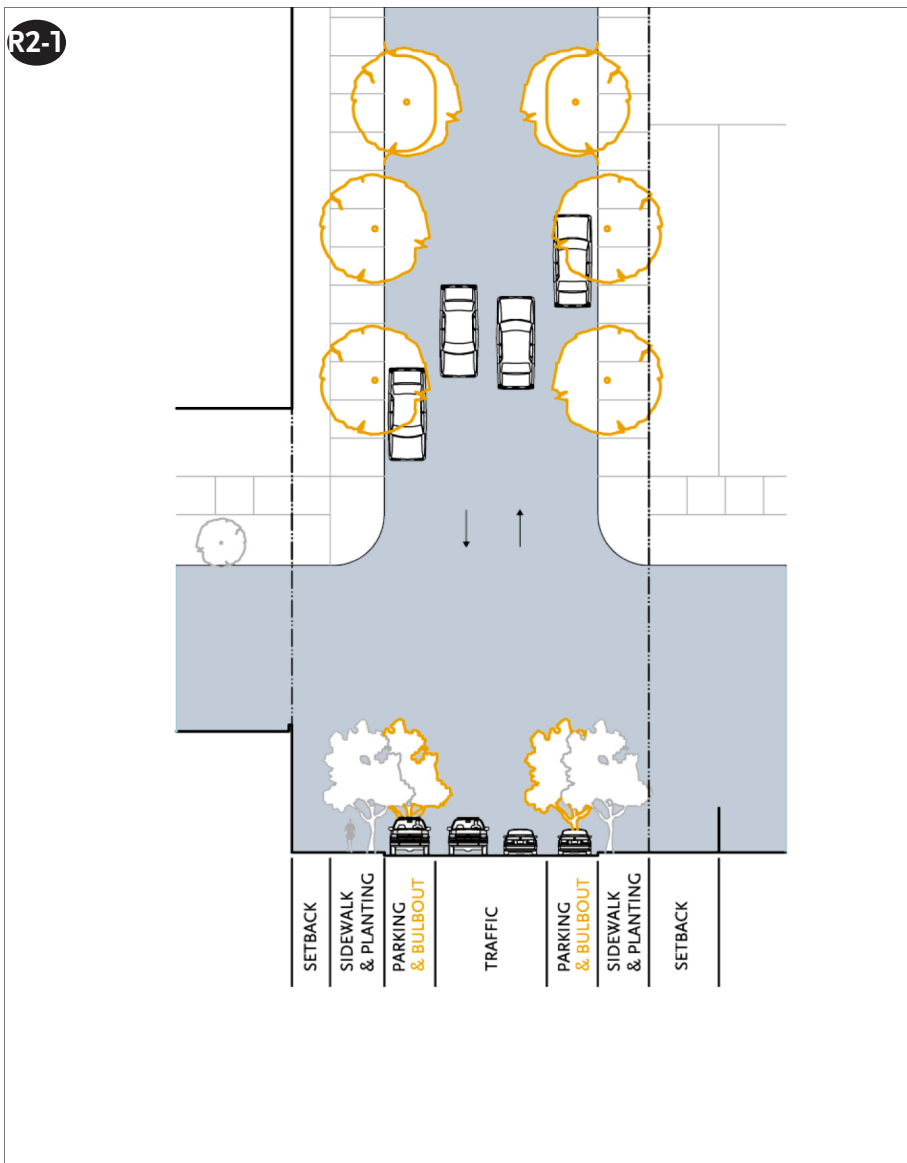 R2-1
SETBACK
SIDEWALK
& PLANTING
PARKING
& BULBOUT
TRAFFIC
PARKING
& BULBOUT
SIDEWALK
& PLANTING
SETBACK